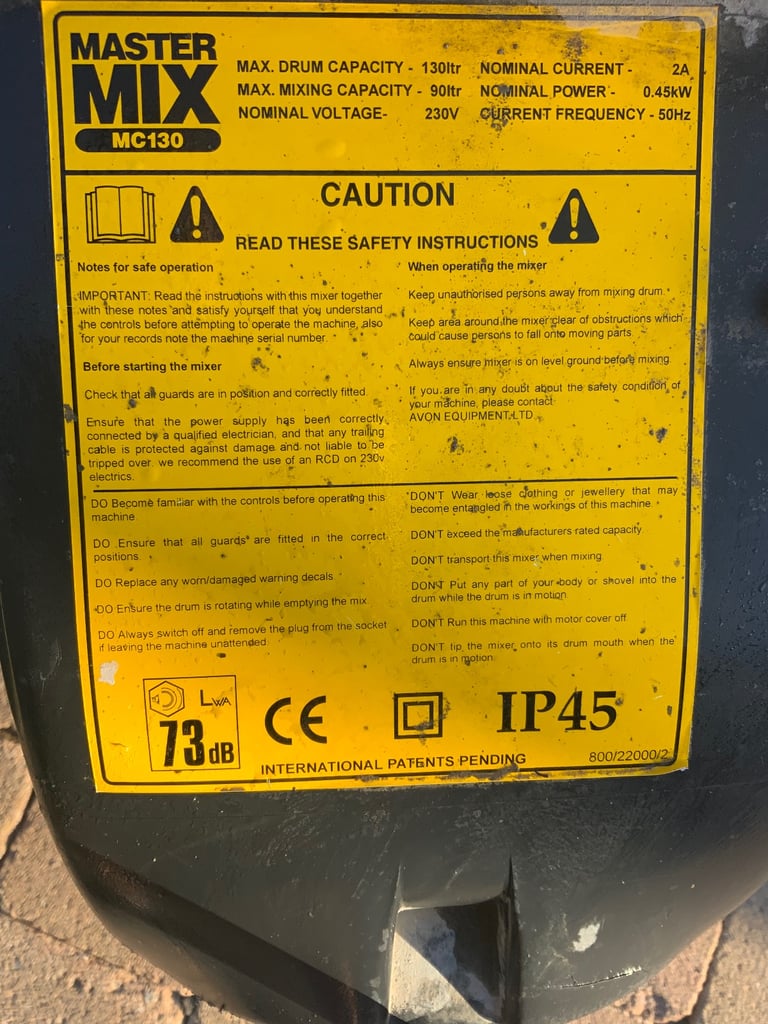 MASTER
MIX
MC130
MAX. DRUM CAPACITY - 130ltr
MAX. MIXING CAPACITY - 90ltr
NOMINAL VOLTAGE- 230V
NOMINAL CURRENT - 2A
NOMINAL POWER - 0.45kW
CURRENT FREQUENCY - 50Hz
CAUTION
READ THESE SAFETY INSTRUCTIONS
Notes for safe operation
IMPORTANT: Read the instructions with this mixer together
with these notes and satisfy yourself that you understand
the controls before attempting to operate the machine, also
for your records note the machine serial number.
Before starting the mixer
Check that all guards are in position and correctly fitted.
Ensure that the power supply has been correctly
connected by a qualified electrician, and that any trailing
cable is protected against damage and not liable to be
tripped over. we recommend the use of an RCD on 230v
electrics.
When operating the mixer
Keep unauthorised persons away from mixing drum.
Keep area around the mixer clear of obstructions which
could cause persons to fall onto moving parts.
Always ensure mixer is on level ground before mixing.
If you are in any doubt about the safety condition of
your machine, please contact
AVON EQUIPMENT LTD.
DO Become familiar with the controls before operating this
machine.
DO Ensure that all guards are fitted in the correct
positions.
DO Replace any worn/damaged warning decals.
DO Ensure the drum is rotating while emptying the mix.
DO Always switch off and remove the plug from the socket
if leaving the machine unattended.
DON'T Wear loose clothing or jewellery that may
become entangled in the workings of this machine.
DON'T exceed the manufacturers rated capacity.
DON'T transport this mixer when mixing.
DON'T Put any part of your body or shovel into the
drum while the drum is in motion.
DON'T Run this machine with motor cover off.
DON'T tip the mixer onto its drum mouth when the
drum is in motion.
LWA
73 dB
CE
IP45
INTERNATIONAL PATENTS PENDING
800/22000/2